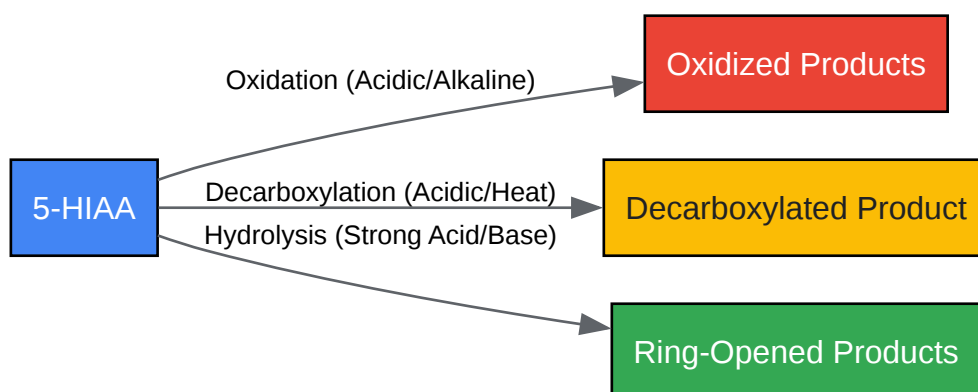 Oxidized Products
Oxidation (Acidic/Alkaline)
5-HIAA
Decarboxylation (Acidic/Heat)
Decarboxylated Product
Hydrolysis (Strong Acid/Base)
Ring-Opened Products